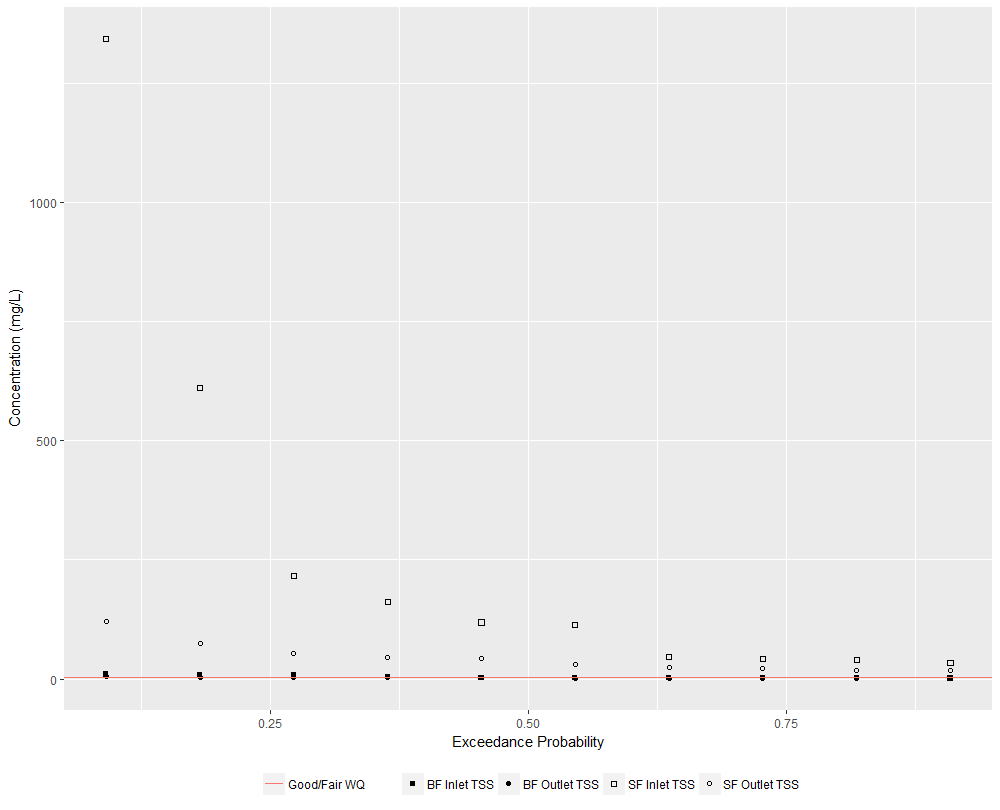 Concentration (mg/L)
1000
500
0
0.25 0.50 0.75
Exceedance Probability
Good/Fair WQ BF Inlet TSS BF Outlet TSS SF Inlet TSS SF Outlet TSS